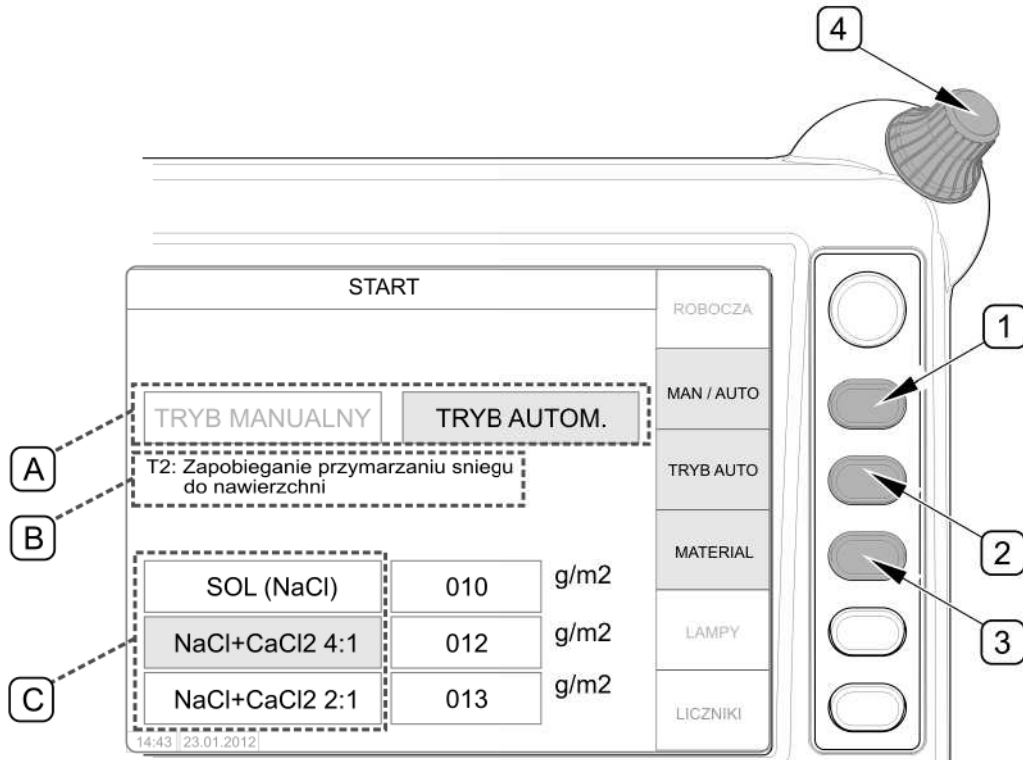 4
START
ROBOCZA
1
MAN / AUTO
TRYB MANUALNY
TRYB AUTOM.
A
T2: Zapobieganie przymarzaniu sniegu
do nawierzchni
TRYB AUTO
B
2
MATERIAL
SOL (NaCl)
010
g/m2
NaCl+CaCl2 4:1
012
g/m2
LAMPY
3
C
NaCl+CaCl2 2:1
013
g/m2
LICZNIKI
14:43
23.01.2012